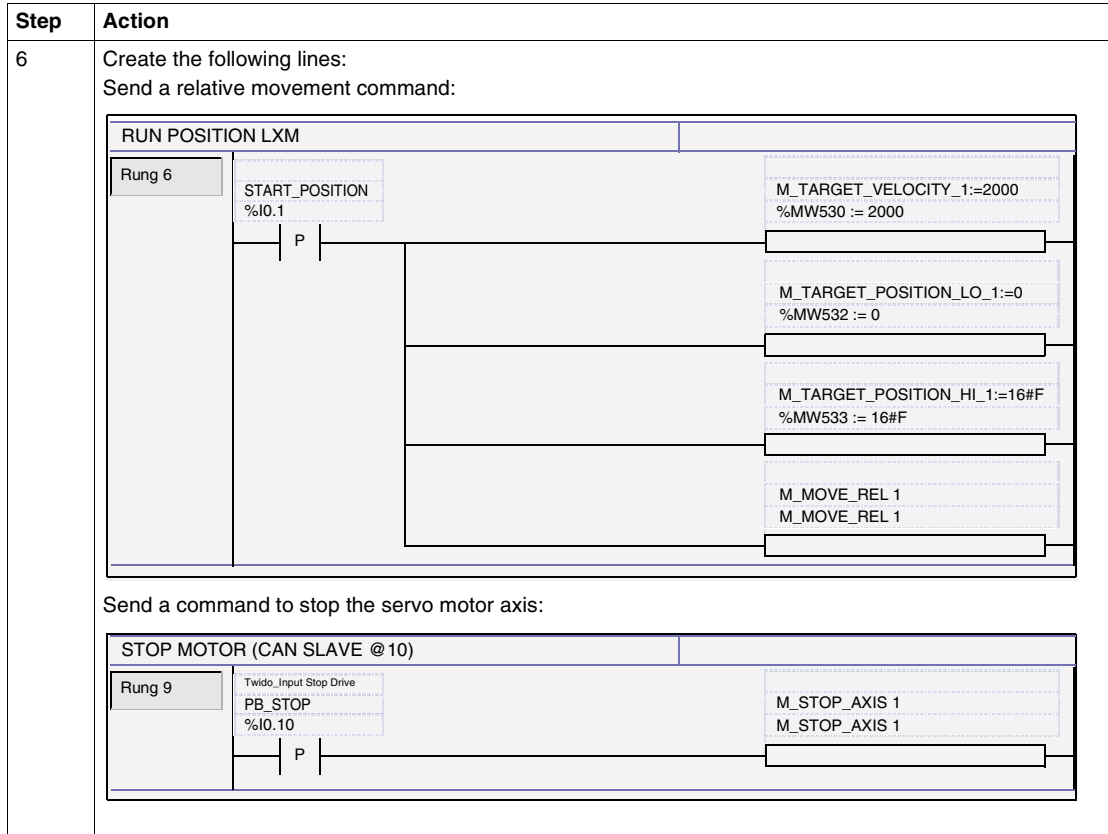 Step Action
6 Create the following lines:
Send a relative movement command:
RUN POSITION LXM
Rung 6
START_POSITION
%I0.1
P
M_TARGET_VELOCITY_1:=2000
%MW530 := 2000
M_TARGET_POSITION_LO_1:=0
%MW532 := 0
M_TARGET_POSITION_HI_1:=16#F
%MW533 := 16#F
M_MOVE_REL 1
M_MOVE_REL 1
Send a command to stop the servo motor axis:
STOP MOTOR (CAN SLAVE @10)
Rung 9
Twido_Input Stop Drive
PB_STOP
%I0.10
P
M_STOP_AXIS 1
M_STOP_AXIS 1